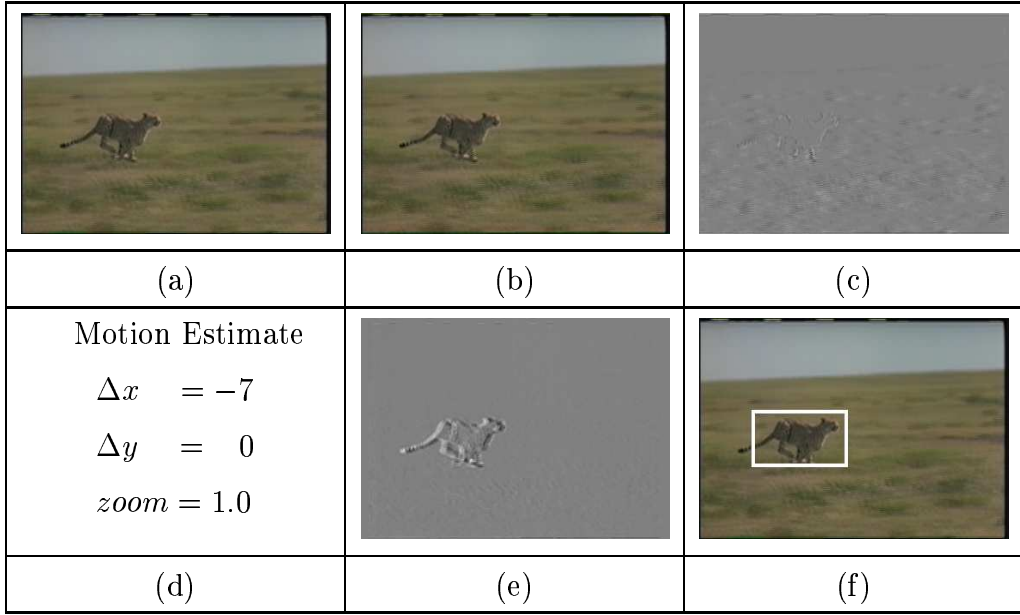 (a) (b) (c)
Motion Estimate
Δx = −7
Δy = 0
zoom = 1.0
(d) (e) (f)